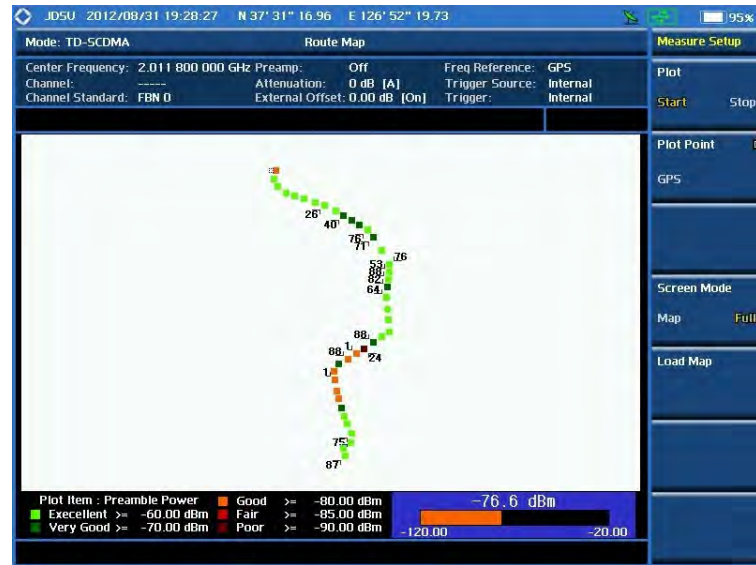 JDSU 2012/08/31 19:28:27 N 37' 31" 16.96 E 126' 52" 19.73 95%
Mode: TD-SCDMA Route Map
Center Frequency: 2.011 800 000 GHz Preamp: Off Freq Reference: GPS
Channel: ----- Attenuation: 0 dB [A] Trigger Source: Internal
Channel Standard: FBN 0 External Offset: 0.00 dB [On] Trigger: Internal
Measure Setup
Plot
Start Stop
Plot Point
GPS
Screen Mode
Map Full
Load Map
26
40
76
71
76
53
88
82
64
88
1
88
24
1
75
87
Plot Item : Preamble Power Good >= -80.00 dBm
Execellent >= -60.00 dBm Fair >= -85.00 dBm
Very Good >= -70.00 dBm Poor >= -90.00 dBm
-76.6 dBm
-120.00 -20.00